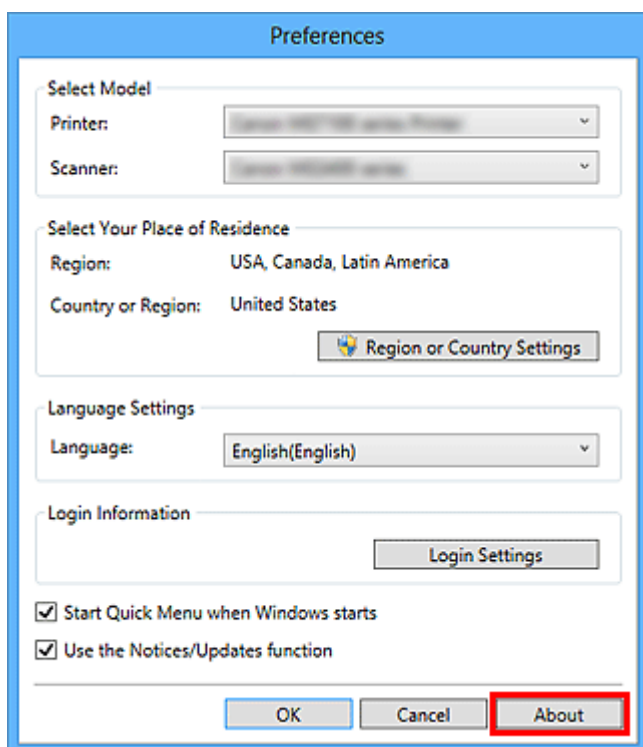 Preferences
Select Model
Printer:
Scanner:
Select Your Place of Residence
Region: USA, Canada, Latin America
Country or Region: United States
Region or Country Settings
Language Settings
Language: English(English)
Login Information
Login Settings
Start Quick Menu when Windows starts
Use the Notices/Updates function
OK Cancel About